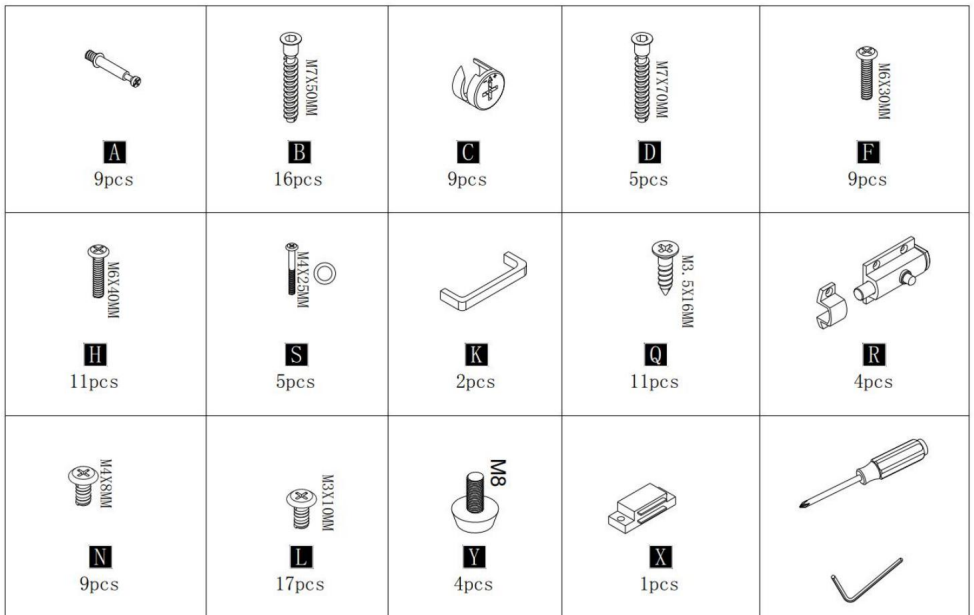 M7X50MM
M7X70MM
M6X30MM
A
B
C
D
F
9pcs
16pcs
9pcs
5pcs
9pcs
M6X40MM
M4X25MM
M3.5X16MM
H
S
K
Q
R
11pcs
5pcs
2pcs
11pcs
4pcs
M4X8MM
M3X10MM
M8
N
L
Y
X
9pcs
17pcs
4pcs
1pcs